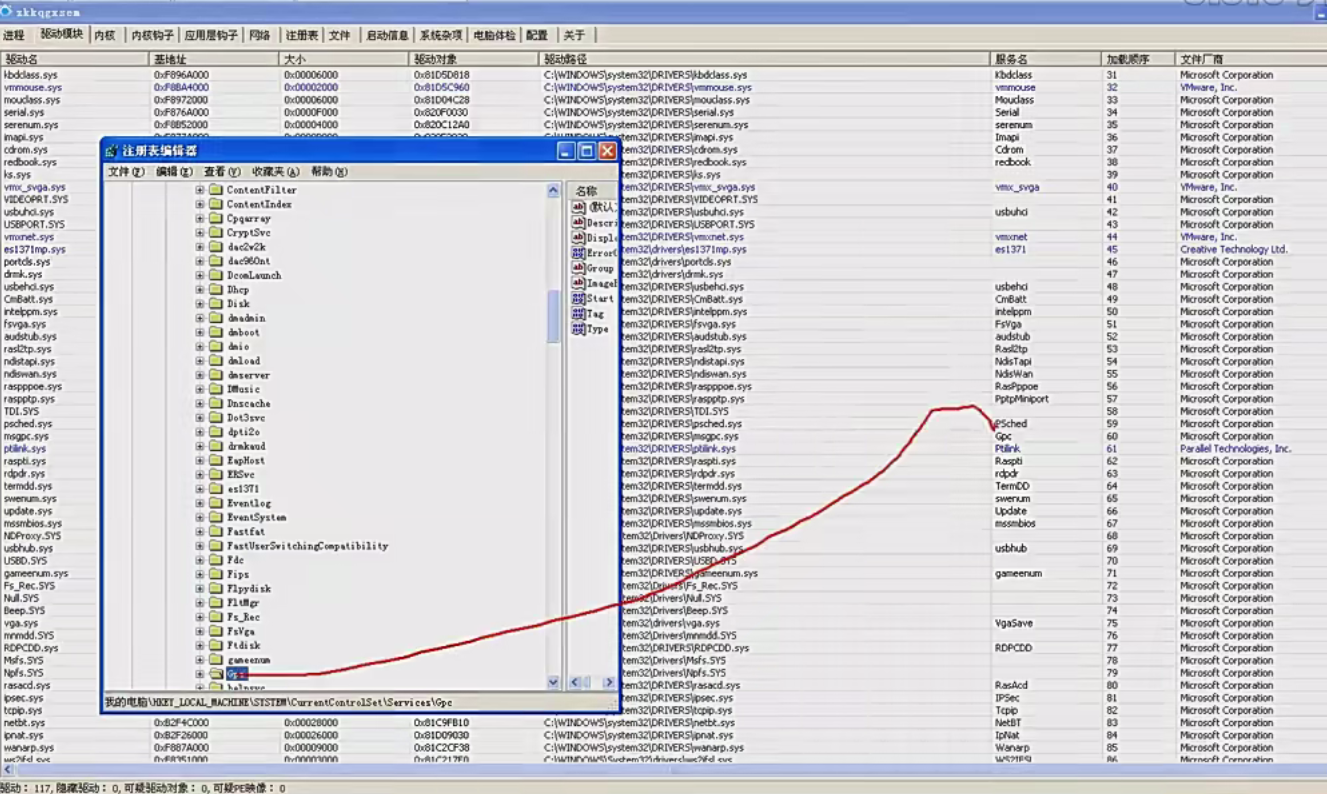 zkkqgxsem
进程 驱动模块 内核 内核钩子 应用层钩子 网络 注册表 文件 启动信息 系统杂项 电脑体检 配置 关于
驱动名 基地址 大小 驱动对象 驱动路径 服务名 加载顺序 文件厂商
kbdclass.sys 0xF896A000 0x00006000 0x81D5D818 C:\WINDOWS\system32\DRIVERS\kbdclass.sys Kbdclass 31 Microsoft Corporation
vmmouse.sys 0xF8BA4000 0x00002000 0x81D5C960 C:\WINDOWS\system32\DRIVERS\vmmouse.sys vmmouse 32 VMware, Inc.
mouclass.sys 0xF8972000 0x00006000 0x81D04C28 C:\WINDOWS\system32\DRIVERS\mouclass.sys Mouclass 33 Microsoft Corporation
serial.sys 0xF876A000 0x0000F000 0x820F0030 C:\WINDOWS\system32\DRIVERS\serial.sys Serial 34 Microsoft Corporation
serenum.sys 0xF8B52000 0x00004000 0x820C12A0 C:\WINDOWS\system32\DRIVERS\serenum.sys serenum 35 Microsoft Corporation
imapi.sys tem32\DRIVERS\imapi.sys Imapi 36 Microsoft Corporation
cdrom.sys tem32\DRIVERS\cdrom.sys Cdrom 37 Microsoft Corporation
redbook.sys tem32\DRIVERS\redbook.sys redbook 38 Microsoft Corporation
ks.sys tem32\DRIVERS\ks.sys 39 Microsoft Corporation
vmx_svga.sys tem32\DRIVERS\vmx_svga.sys vmx_svga 40 VMware, Inc.
VIDEOPRT.SYS tem32\DRIVERS\VIDEOPRT.SYS 41 Microsoft Corporation
usbuhci.sys tem32\DRIVERS\usbuhci.sys usbuhci 42 Microsoft Corporation
USBPORT.SYS tem32\DRIVERS\USBPORT.SYS 43 Microsoft Corporation
vmxnet.sys tem32\DRIVERS\vmxnet.sys vmxnet 44 VMware, Inc.
es1371mp.sys tem32\drivers\es1371mp.sys es1371 45 Creative Technology Ltd.
portcls.sys tem32\drivers\portcls.sys 46 Microsoft Corporation
drmk.sys tem32\drivers\drmk.sys 47 Microsoft Corporation
usbehci.sys tem32\DRIVERS\usbehci.sys usbehci 48 Microsoft Corporation
CmBatt.sys tem32\DRIVERS\CmBatt.sys CmBatt 49 Microsoft Corporation
intelppm.sys tem32\DRIVERS\intelppm.sys intelppm 50 Microsoft Corporation
fsvga.sys tem32\DRIVERS\fsvga.sys FsVga 51 Microsoft Corporation
audstub.sys tem32\DRIVERS\audstub.sys audstub 52 Microsoft Corporation
rasl2tp.sys tem32\DRIVERS\rasl2tp.sys Rasl2tp 53 Microsoft Corporation
ndistapi.sys tem32\DRIVERS\ndistapi.sys NdisTapi 54 Microsoft Corporation
ndiswan.sys tem32\DRIVERS\ndiswan.sys NdisWan 55 Microsoft Corporation
raspppoe.sys tem32\DRIVERS\raspppoe.sys RasPppoe 56 Microsoft Corporation
raspptp.sys tem32\DRIVERS\raspptp.sys PptpMiniport 57 Microsoft Corporation
TDI.SYS tem32\DRIVERS\TDI.SYS 58 Microsoft Corporation
psched.sys tem32\DRIVERS\psched.sys PSched 59 Microsoft Corporation
msgpc.sys tem32\DRIVERS\msgpc.sys Gpc 60 Microsoft Corporation
ptilink.sys tem32\DRIVERS\ptilink.sys Ptilink 61 Parallel Technologies, Inc.
raspti.sys tem32\DRIVERS\raspti.sys Raspti 62 Microsoft Corporation
rdpdr.sys tem32\DRIVERS\rdpdr.sys rdpdr 63 Microsoft Corporation
termdd.sys tem32\DRIVERS\termdd.sys TermDD 64 Microsoft Corporation
swenum.sys tem32\DRIVERS\swenum.sys swenum 65 Microsoft Corporation
update.sys tem32\DRIVERS\update.sys Update 66 Microsoft Corporation
mssmbios.sys tem32\DRIVERS\mssmbios.sys mssmbios 67 Microsoft Corporation
NDProxy.SYS tem32\Drivers\NDProxy.SYS 68 Microsoft Corporation
usbhub.sys tem32\DRIVERS\usbhub.sys usbhub 69 Microsoft Corporation
USBD.SYS tem32\DRIVERS\USBD.SYS 70 Microsoft Corporation
gameenum.sys tem32\DRIVERS\gameenum.sys gameenum 71 Microsoft Corporation
Fs_Rec.SYS tem32\Drivers\Fs_Rec.SYS 72 Microsoft Corporation
Null.SYS tem32\Drivers\Null.SYS 73 Microsoft Corporation
Beep.SYS tem32\Drivers\Beep.SYS 74 Microsoft Corporation
vga.sys tem32\drivers\vga.sys VgaSave 75 Microsoft Corporation
mnmdd.SYS tem32\Drivers\mnmdd.SYS 76 Microsoft Corporation
RDPCDD.sys tem32\DRIVERS\RDPCDD.sys RDPCDD 77 Microsoft Corporation
Msfs.SYS tem32\Drivers\Msfs.SYS 78 Microsoft Corporation
Npfs.SYS tem32\Drivers\Npfs.SYS 79 Microsoft Corporation
rasacd.sys tem32\DRIVERS\rasacd.sys RasAcd 80 Microsoft Corporation
ipsec.sys tem32\DRIVERS\ipsec.sys IPSec 81 Microsoft Corporation
tcpip.sys tem32\DRIVERS\tcpip.sys Tcpip 82 Microsoft Corporation
netbt.sys 0xB2F4C000 0x00028000 0x81C9FB10 C:\WINDOWS\system32\DRIVERS\netbt.sys NetBT 83 Microsoft Corporation
ipnat.sys 0xB2F26000 0x00026000 0x81D09030 C:\WINDOWS\system32\DRIVERS\ipnat.sys IpNat 84 Microsoft Corporation
wanarp.sys 0xF887A000 0x00009000 0x81C2CF38 C:\WINDOWS\system32\DRIVERS\wanarp.sys Wanarp 85 Microsoft Corporation
ws2ifsl.sys 0xF8351000 0x00003000 0x81C217F0 C:\WINDOWS\System32\drivers\ws2ifsl.sys WS2IFSL 86 Microsoft Corporation
驱动: 117, 隐藏驱动: 0, 可疑驱动对象: 0, 可疑PE映像: 0
注册表编辑器
文件(F) 编辑(E) 查看(V) 收藏夹(A) 帮助(H)
ContentFilter
ContentIndex
Cpqarray
CryptSvc
dac2w2k
dac960nt
DcomLaunch
Dhcp
Disk
dmadmin
dmboot
dmio
dmload
dmserver
DMusic
Dnscache
Dot3svc
dpti2o
drmkaud
EapHost
ERSvc
es1371
Eventlog
EventSystem
Fastfat
FastUserSwitchingCompatibility
Fdc
Fips
Flpydisk
FltMgr
Fs_Rec
FsVga
Ftdisk
gameenum
Gpc
helpsvc
名称
(默认
Descri
Displa
ErrorC
Group
ImageP
Start
Tag
Type
我的电脑\HKEY_LOCAL_MACHINE\SYSTEM\CurrentControlSet\Services\Gpc